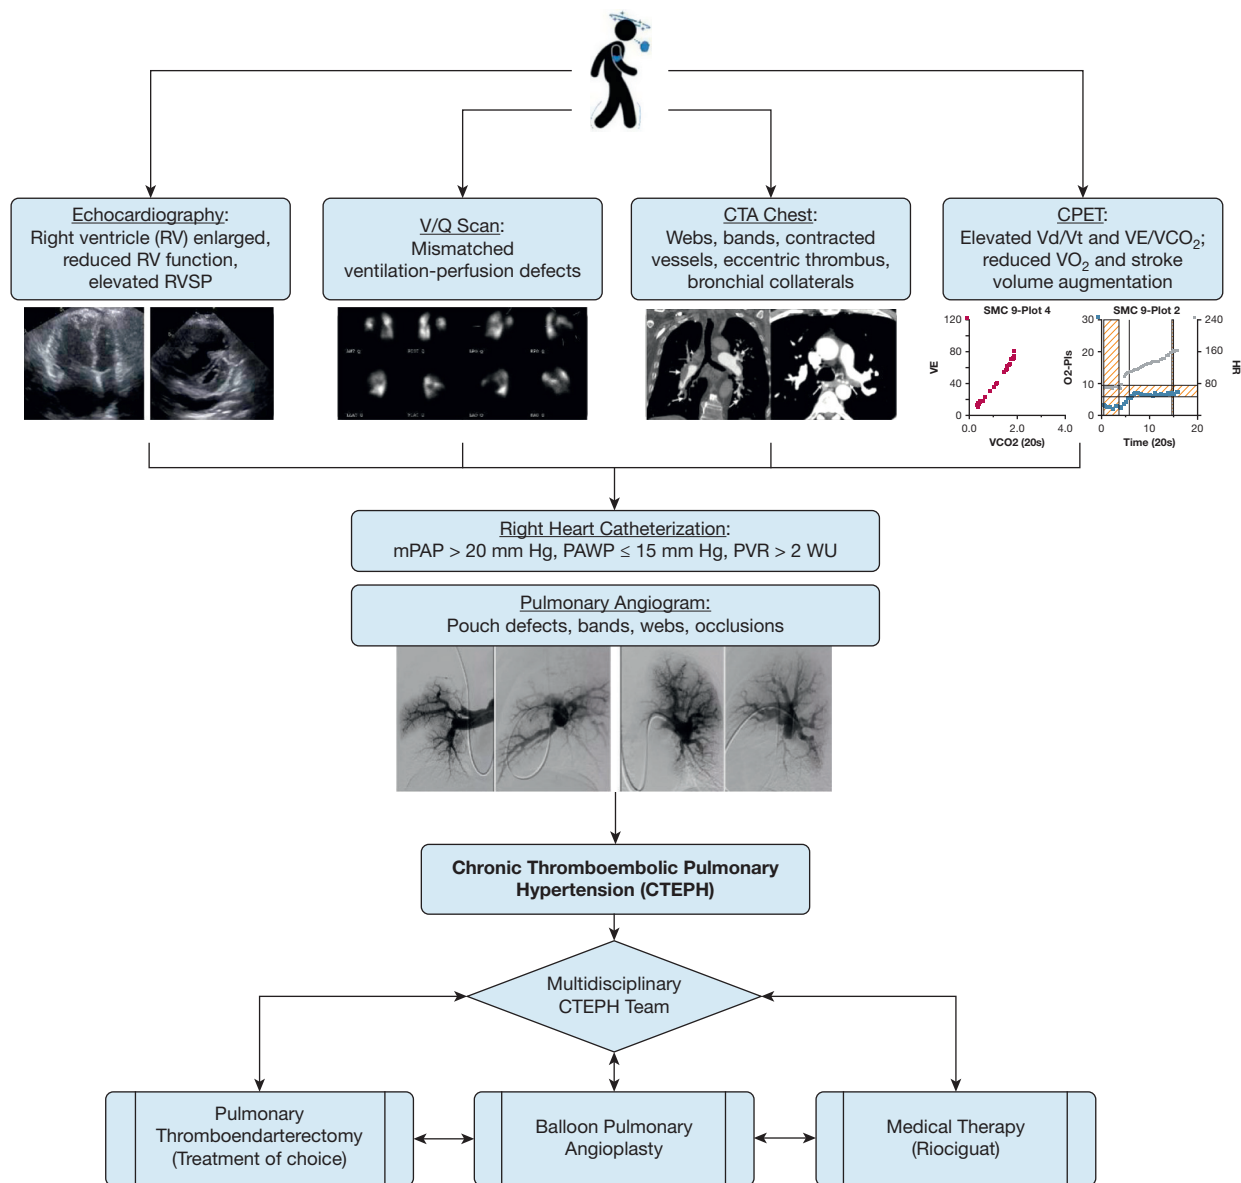 Echocardiography:
Right ventricle (RV) enlarged,
reduced RV function,
elevated RVSP
V/Q Scan:
Mismatched
ventilation-perfusion defects
CTA Chest:
Webs, bands, contracted
vessels, eccentric thrombus,
bronchial collaterals
CPET:
Elevated Vd/Vt and VE/VCO₂;
reduced VO₂ and stroke
volume augmentation
SMC 9-Plot 4
120
80
40
0
VE
0.0
2.0
4.0
VCO2 (20s)
SMC 9-Plot 2
30
20
10
0
O2-Pls
240
160
80
0
HR
0
10
20
Time (20s)
Right Heart Catheterization:
mPAP > 20 mm Hg, PAWP ≤ 15 mm Hg, PVR > 2 WU
Pulmonary Angiogram:
Pouch defects, bands, webs, occlusions
Chronic Thromboembolic Pulmonary
Hypertension (CTEPH)
Multidisciplinary
CTEPH Team
Pulmonary
Thromboendarterectomy
(Treatment of choice)
Balloon Pulmonary
Angioplasty
Medical Therapy
(Riociguat)